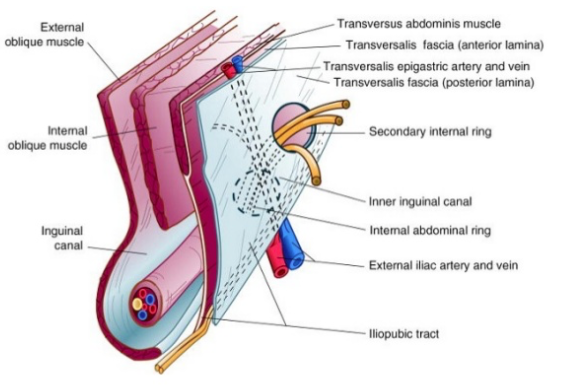 External
oblique muscle
Internal
oblique muscle
Inguinal
canal
Transversus abdominis muscle
Transversalis fascia (anterior lamina)
Transversalis epigastric artery and vein
Transversalis fascia (posterior lamina)
Secondary internal ring
Inner inguinal canal
Internal abdominal ring
External iliac artery and vein
Iliopubic tract